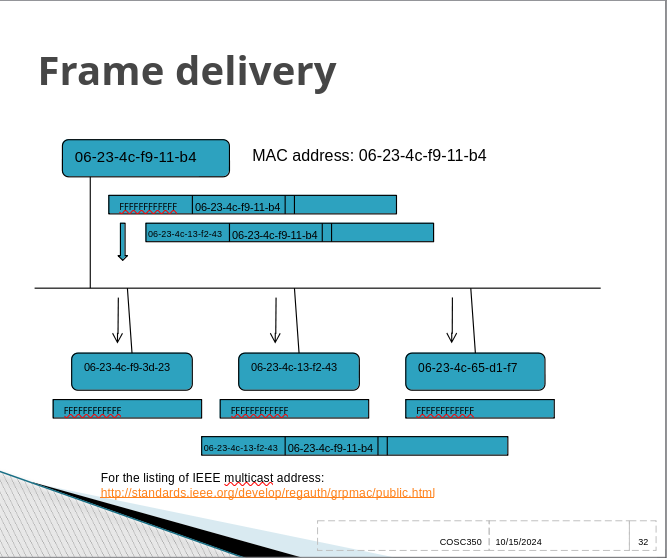 Frame delivery
06-23-4c-f9-11-b4
MAC address: 06-23-4c-f9-11-b4
FFFFFFFFFFFF 06-23-4c-f9-11-b4
06-23-4c-13-f2-43 06-23-4c-f9-11-b4
06-23-4c-f9-3d-23 06-23-4c-13-f2-43 06-23-4c-65-d1-f7
FFFFFFFFFFFF FFFFFFFFFFFF FFFFFFFFFFFF
06-23-4c-13-f2-43 06-23-4c-f9-11-b4
For the listing of IEEE multicast address:
http://standards.ieee.org/develop/regauth/grpmac/public.html
COSC350 10/15/2024 32